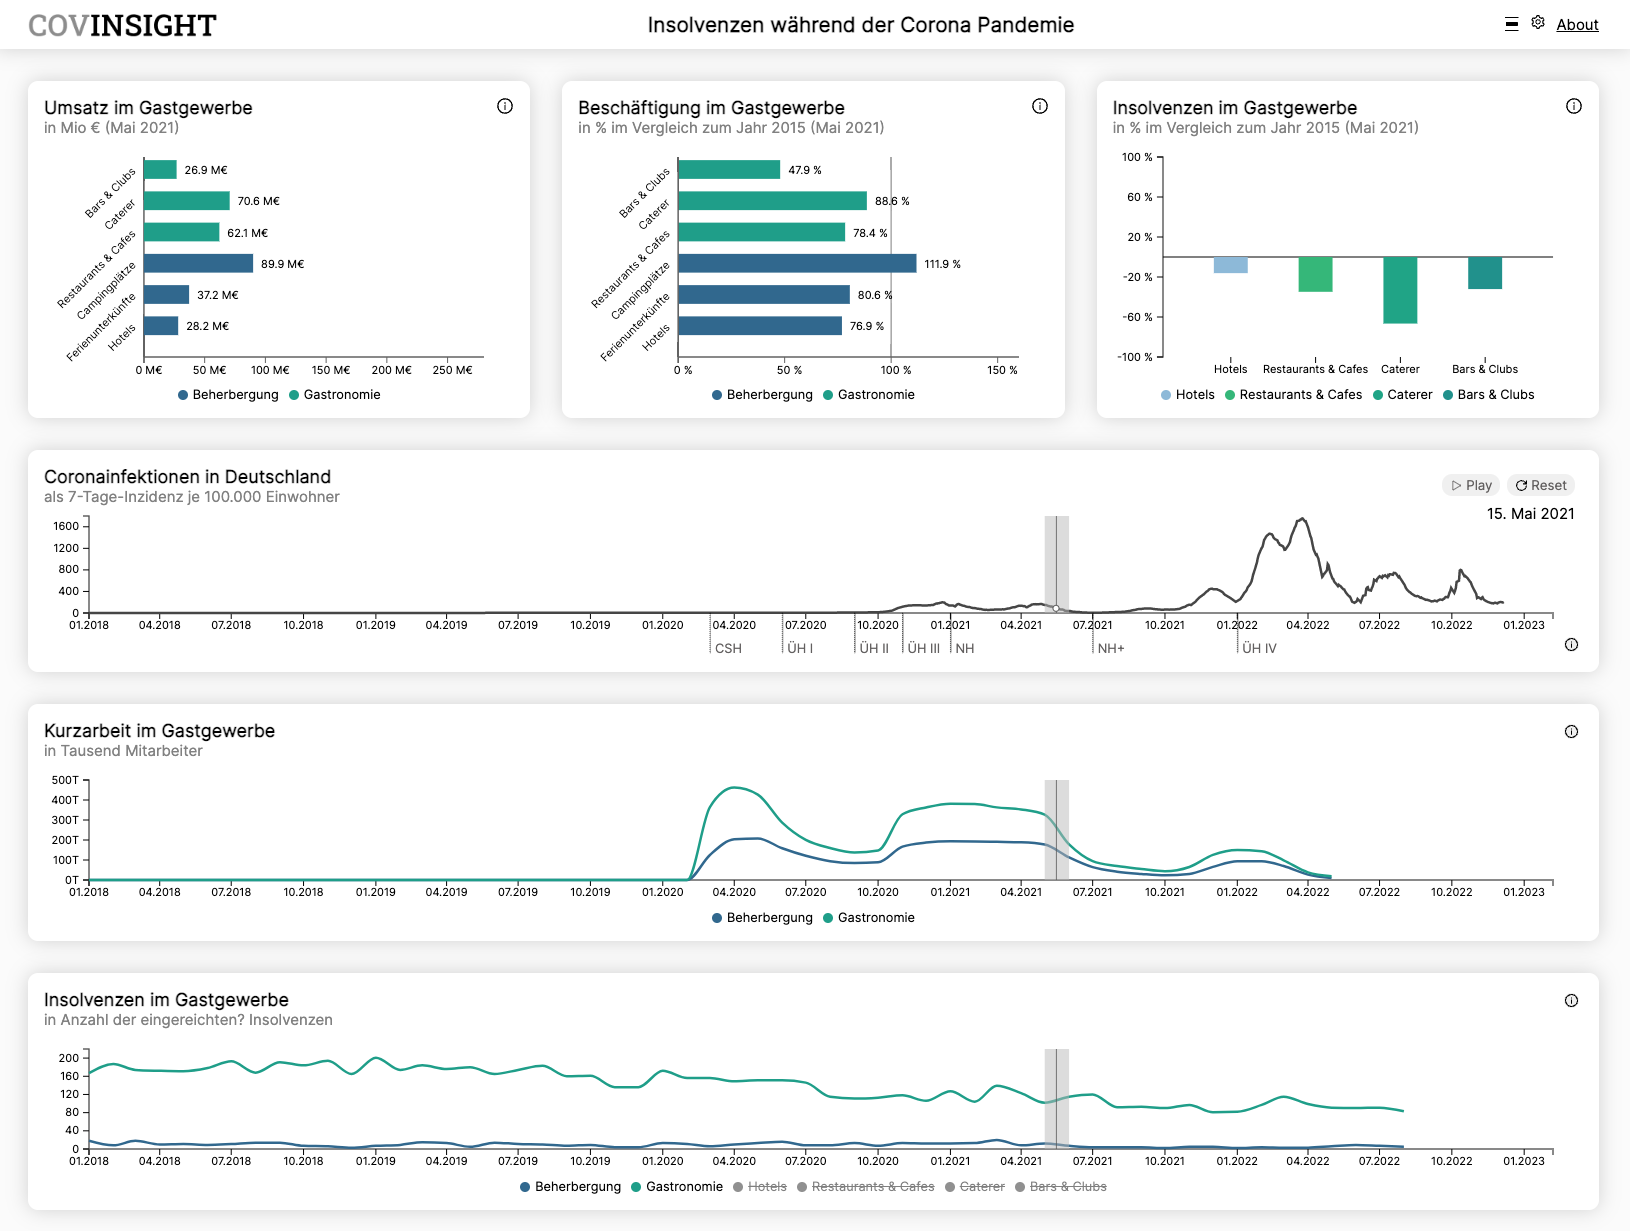 COVINSIGHT
Insolvenzen während der Corona Pandemie
About
Umsatz im Gastgewerbe
in Mio € (Mai 2021)
Bars & Clubs 26.9 M€
Caterer 70.6 M€
Restaurants & Cafes 62.1 M€
Campingplätze 89.9 M€
Ferienunterkünfte 37.2 M€
Hotels 28.2 M€
0 M€ 50 M€ 100 M€ 150 M€ 200 M€ 250 M€
Beherbergung Gastronomie
Beschäftigung im Gastgewerbe
in % im Vergleich zum Jahr 2015 (Mai 2021)
Bars & Clubs 47.9 %
Caterer 88.6 %
Restaurants & Cafes 78.4 %
Campingplätze 111.9 %
Ferienunterkünfte 80.6 %
Hotels 76.9 %
0 % 50 % 100 % 150 %
Beherbergung Gastronomie
Insolvenzen im Gastgewerbe
in % im Vergleich zum Jahr 2015 (Mai 2021)
100 %
60 %
20 %
-20 %
-60 %
-100 %
Hotels Restaurants & Cafes Caterer Bars & Clubs
Hotels Restaurants & Cafes Caterer Bars & Clubs
Coronainfektionen in Deutschland
als 7-Tage-Inzidenz je 100.000 Einwohner
Play Reset
15. Mai 2021
1600
1200
800
400
0
01.2018 04.2018 07.2018 10.2018 01.2019 04.2019 07.2019 10.2019 01.2020 04.2020 07.2020 10.2020 01.2021 04.2021 07.2021 10.2021 01.2022 04.2022 07.2022 10.2022 01.2023
CSH ÜH I ÜH II ÜH III NH NH+ ÜH IV
Kurzarbeit im Gastgewerbe
in Tausend Mitarbeiter
500T
400T
300T
200T
100T
0T
01.2018 04.2018 07.2018 10.2018 01.2019 04.2019 07.2019 10.2019 01.2020 04.2020 07.2020 10.2020 01.2021 04.2021 07.2021 10.2021 01.2022 04.2022 07.2022 10.2022 01.2023
Beherbergung Gastronomie
Insolvenzen im Gastgewerbe
in Anzahl der eingereichten? Insolvenzen
200
160
120
80
40
0
01.2018 04.2018 07.2018 10.2018 01.2019 04.2019 07.2019 10.2019 01.2020 04.2020 07.2020 10.2020 01.2021 04.2021 07.2021 10.2021 01.2022 04.2022 07.2022 10.2022 01.2023
Beherbergung Gastronomie Hotels Restaurants & Cafes Caterer Bars & Clubs